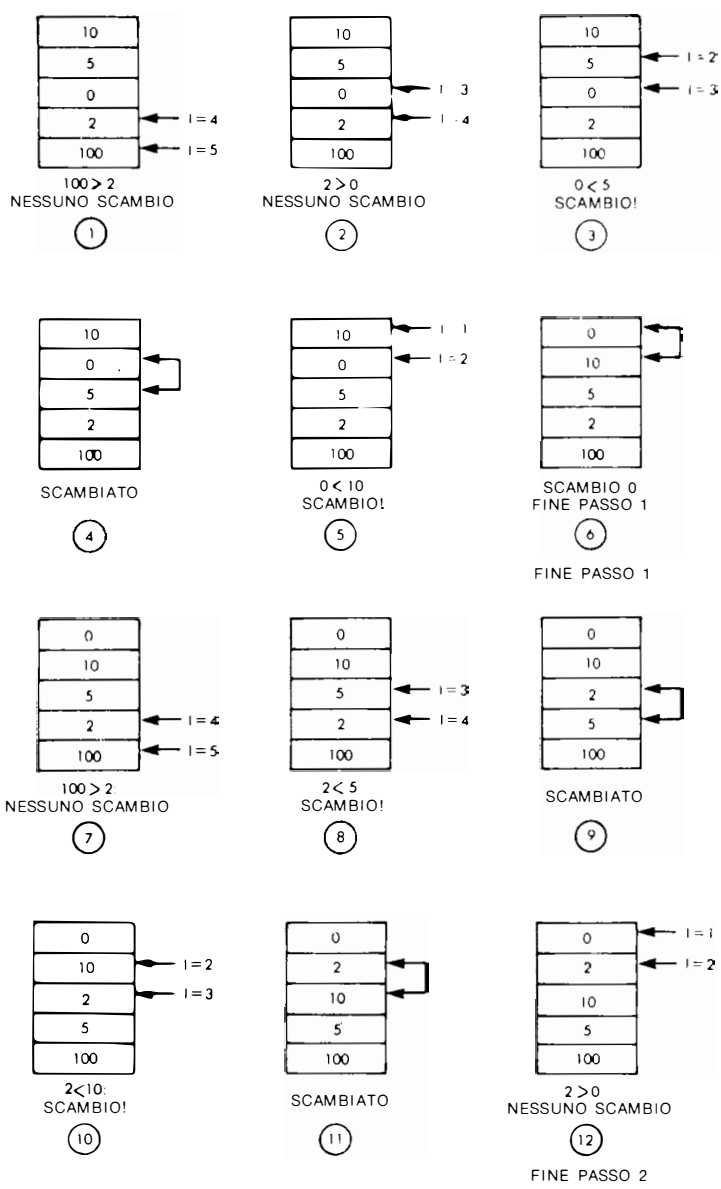 10
5
0
2
100
I = 4
I = 5
100 > 2:
NESSUNO SCAMBIO
1
10
5
0
2
100
3
4
2 > 0
NESSUNO SCAMBIO
2
10
5
0
2
100
I = 2
I = 3
0 < 5
SCAMBIO!
3
10
0
5
2
100
SCAMBIATO
4
10
0
5
2
100
I = 2
0 < 10
SCAMBIO!
5
0
10
5
2
100
SCAMBIO 0
FINE PASSO 1
6
FINE PASSO 1
0
10
5
2
100
I = 4
I = 5
100 > 2:
NESSUNO SCAMBIO
7
0
10
5
2
100
I = 3
I = 4
2 < 5
SCAMBIO!
8
0
10
2
5
100
SCAMBIATO
9
0
10
2
5
100
I = 2
I = 3
2<10:
SCAMBIO!
10
0
2
10
5
100
SCAMBIATO
11
0
2
10
5
100
I = 1
I = 2
2 > 0
NESSUNO SCAMBIO
12
FINE PASSO 2